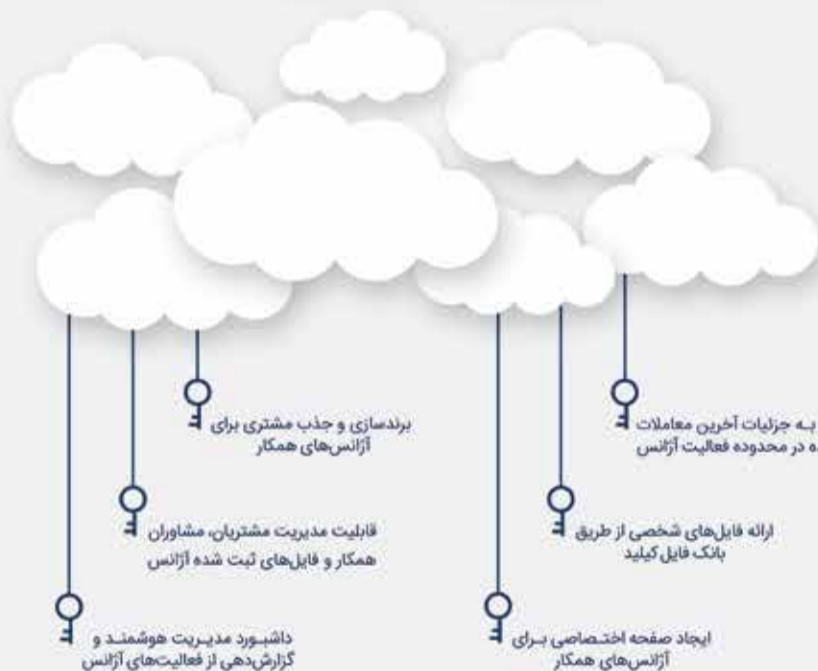 به جزئیات آخرین معاملات
ده در محدوده فعالیت آژانس
برندسازی و جذب مشتری برای
آژانس‌های همکار
ارائه فایل‌های شخصی از طریق
بانک فایل کیلید
قابلیت مدیریت مشتریان، مشاوران
همکار و فایل‌های ثبت شده آژانس
ایجاد صفحه اختصاصی برای
آژانس‌های همکار
داشبورد مدیریت هوشمند و
گزارش‌دهی از فعالیت‌های آژانس